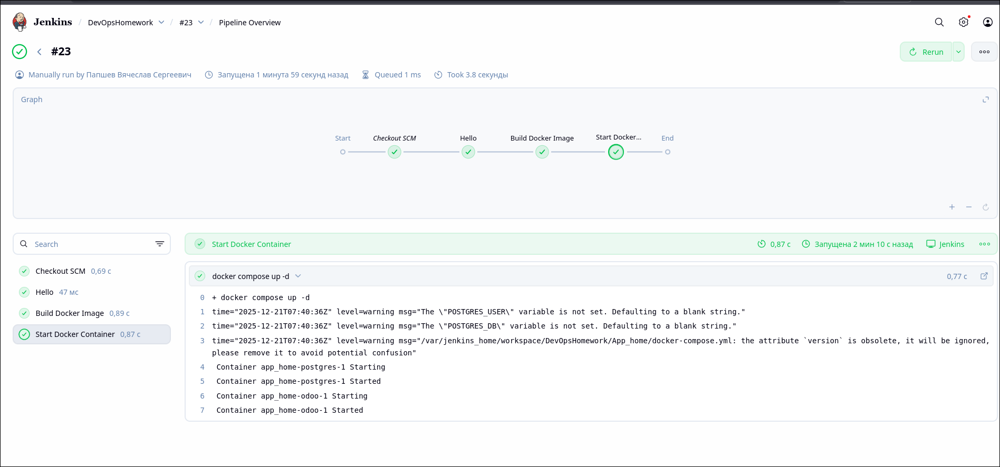 Jenkins / DevOpsHomework / #23 / Pipeline Overview
#23
Rerun
Manually run by Папшев Вячеслав Сергеевич Запущена 1 минута 59 секунд назад Queued 1 ms Took 3.8 секунды
Graph
Start Checkout SCM Hello Build Docker Image Start Docker... End
Search
Checkout SCM 0,69 с
Hello 47 мс
Build Docker Image 0,89 с
Start Docker Container 0,87 с
Start Docker Container 0,87 с Запущена 2 мин 10 с назад Jenkins
docker compose up -d 0,77 с
0 + docker compose up -d
1 time="2025-12-21T07:40:36Z" level=warning msg="The \"POSTGRES_USER\" variable is not set. Defaulting to a blank string."
2 time="2025-12-21T07:40:36Z" level=warning msg="The \"POSTGRES_DB\" variable is not set. Defaulting to a blank string."
3 time="2025-12-21T07:40:36Z" level=warning msg="/var/jenkins_home/workspace/DevOpsHomework/App_home/docker-compose.yml: the attribute `version` is obsolete, it will be ignored,
please remove it to avoid potential confusion"
4 Container app_home-postgres-1 Starting
5 Container app_home-postgres-1 Started
6 Container app_home-odoo-1 Starting
7 Container app_home-odoo-1 Started